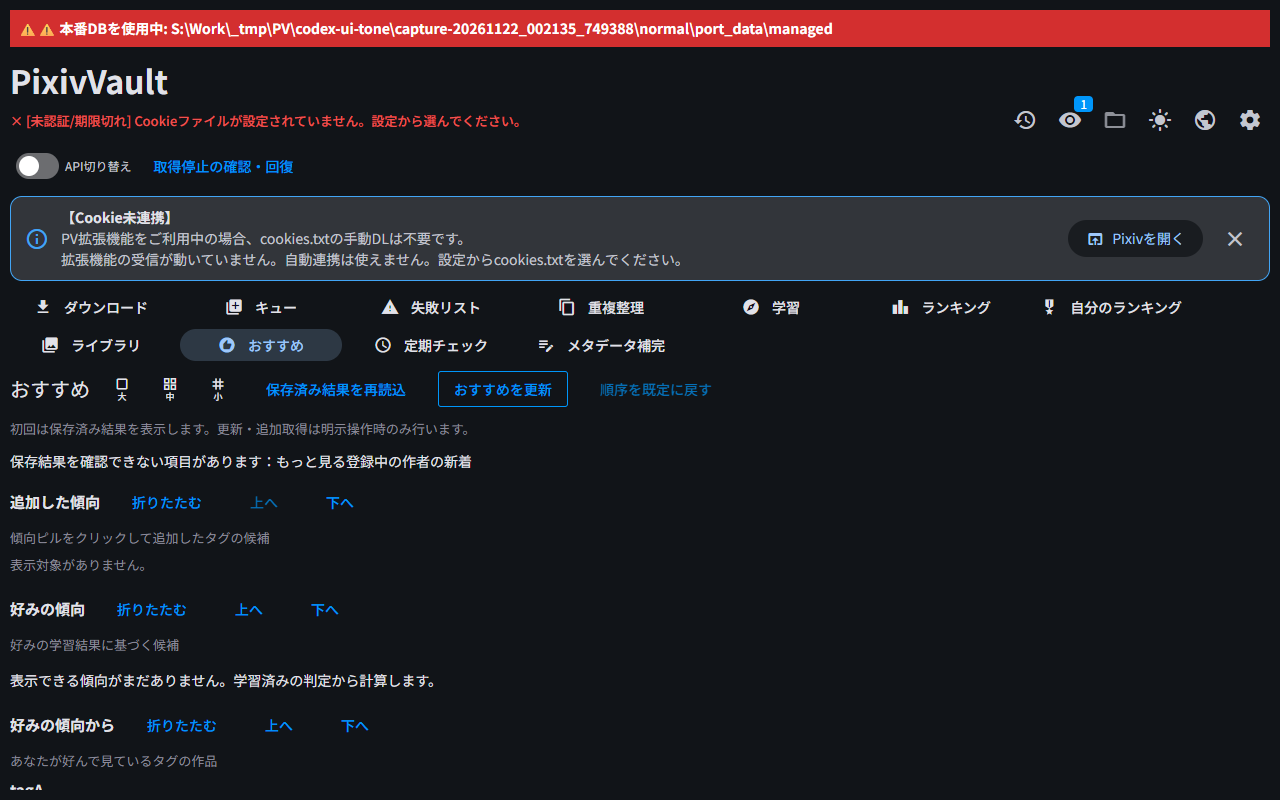 ⚠⚠ 本番DBを使用中: S:\Work\_tmp\PV\codex-ui-tone\capture-20261122_002135_749388\normal\port_data\managed
PixivVault
× [未認証/期限切れ] Cookieファイルが設定されていません。設定から選んでください。
1
API切り替え 取得停止の確認・回復
【Cookie未連携】
PV拡張機能をご利用中の場合、cookies.txtの手動DLは不要です。
拡張機能の受信が動いていません。自動連携は使えません。設定からcookies.txtを選んでください。
Pixivを開く
ダウンロード キュー 失敗リスト 重複整理 学習 ランキング 自分のランキング
ライブラリ おすすめ 定期チェック メタデータ補完
おすすめ 大 中 小 保存済み結果を再読込 おすすめを更新 順序を既定に戻す
初回は保存済み結果を表示します。更新・追加取得は明示操作時のみ行います。
保存結果を確認できない項目があります：もっと見る登録中の作者の新着
追加した傾向 折りたたむ 上へ 下へ
傾向ピルをクリックして追加したタグの候補
表示対象がありません。
好みの傾向 折りたたむ 上へ 下へ
好みの学習結果に基づく候補
表示できる傾向がまだありません。学習済みの判定から計算します。
好みの傾向から 折りたたむ 上へ 下へ
あなたが好んで見ているタグの作品
tagA